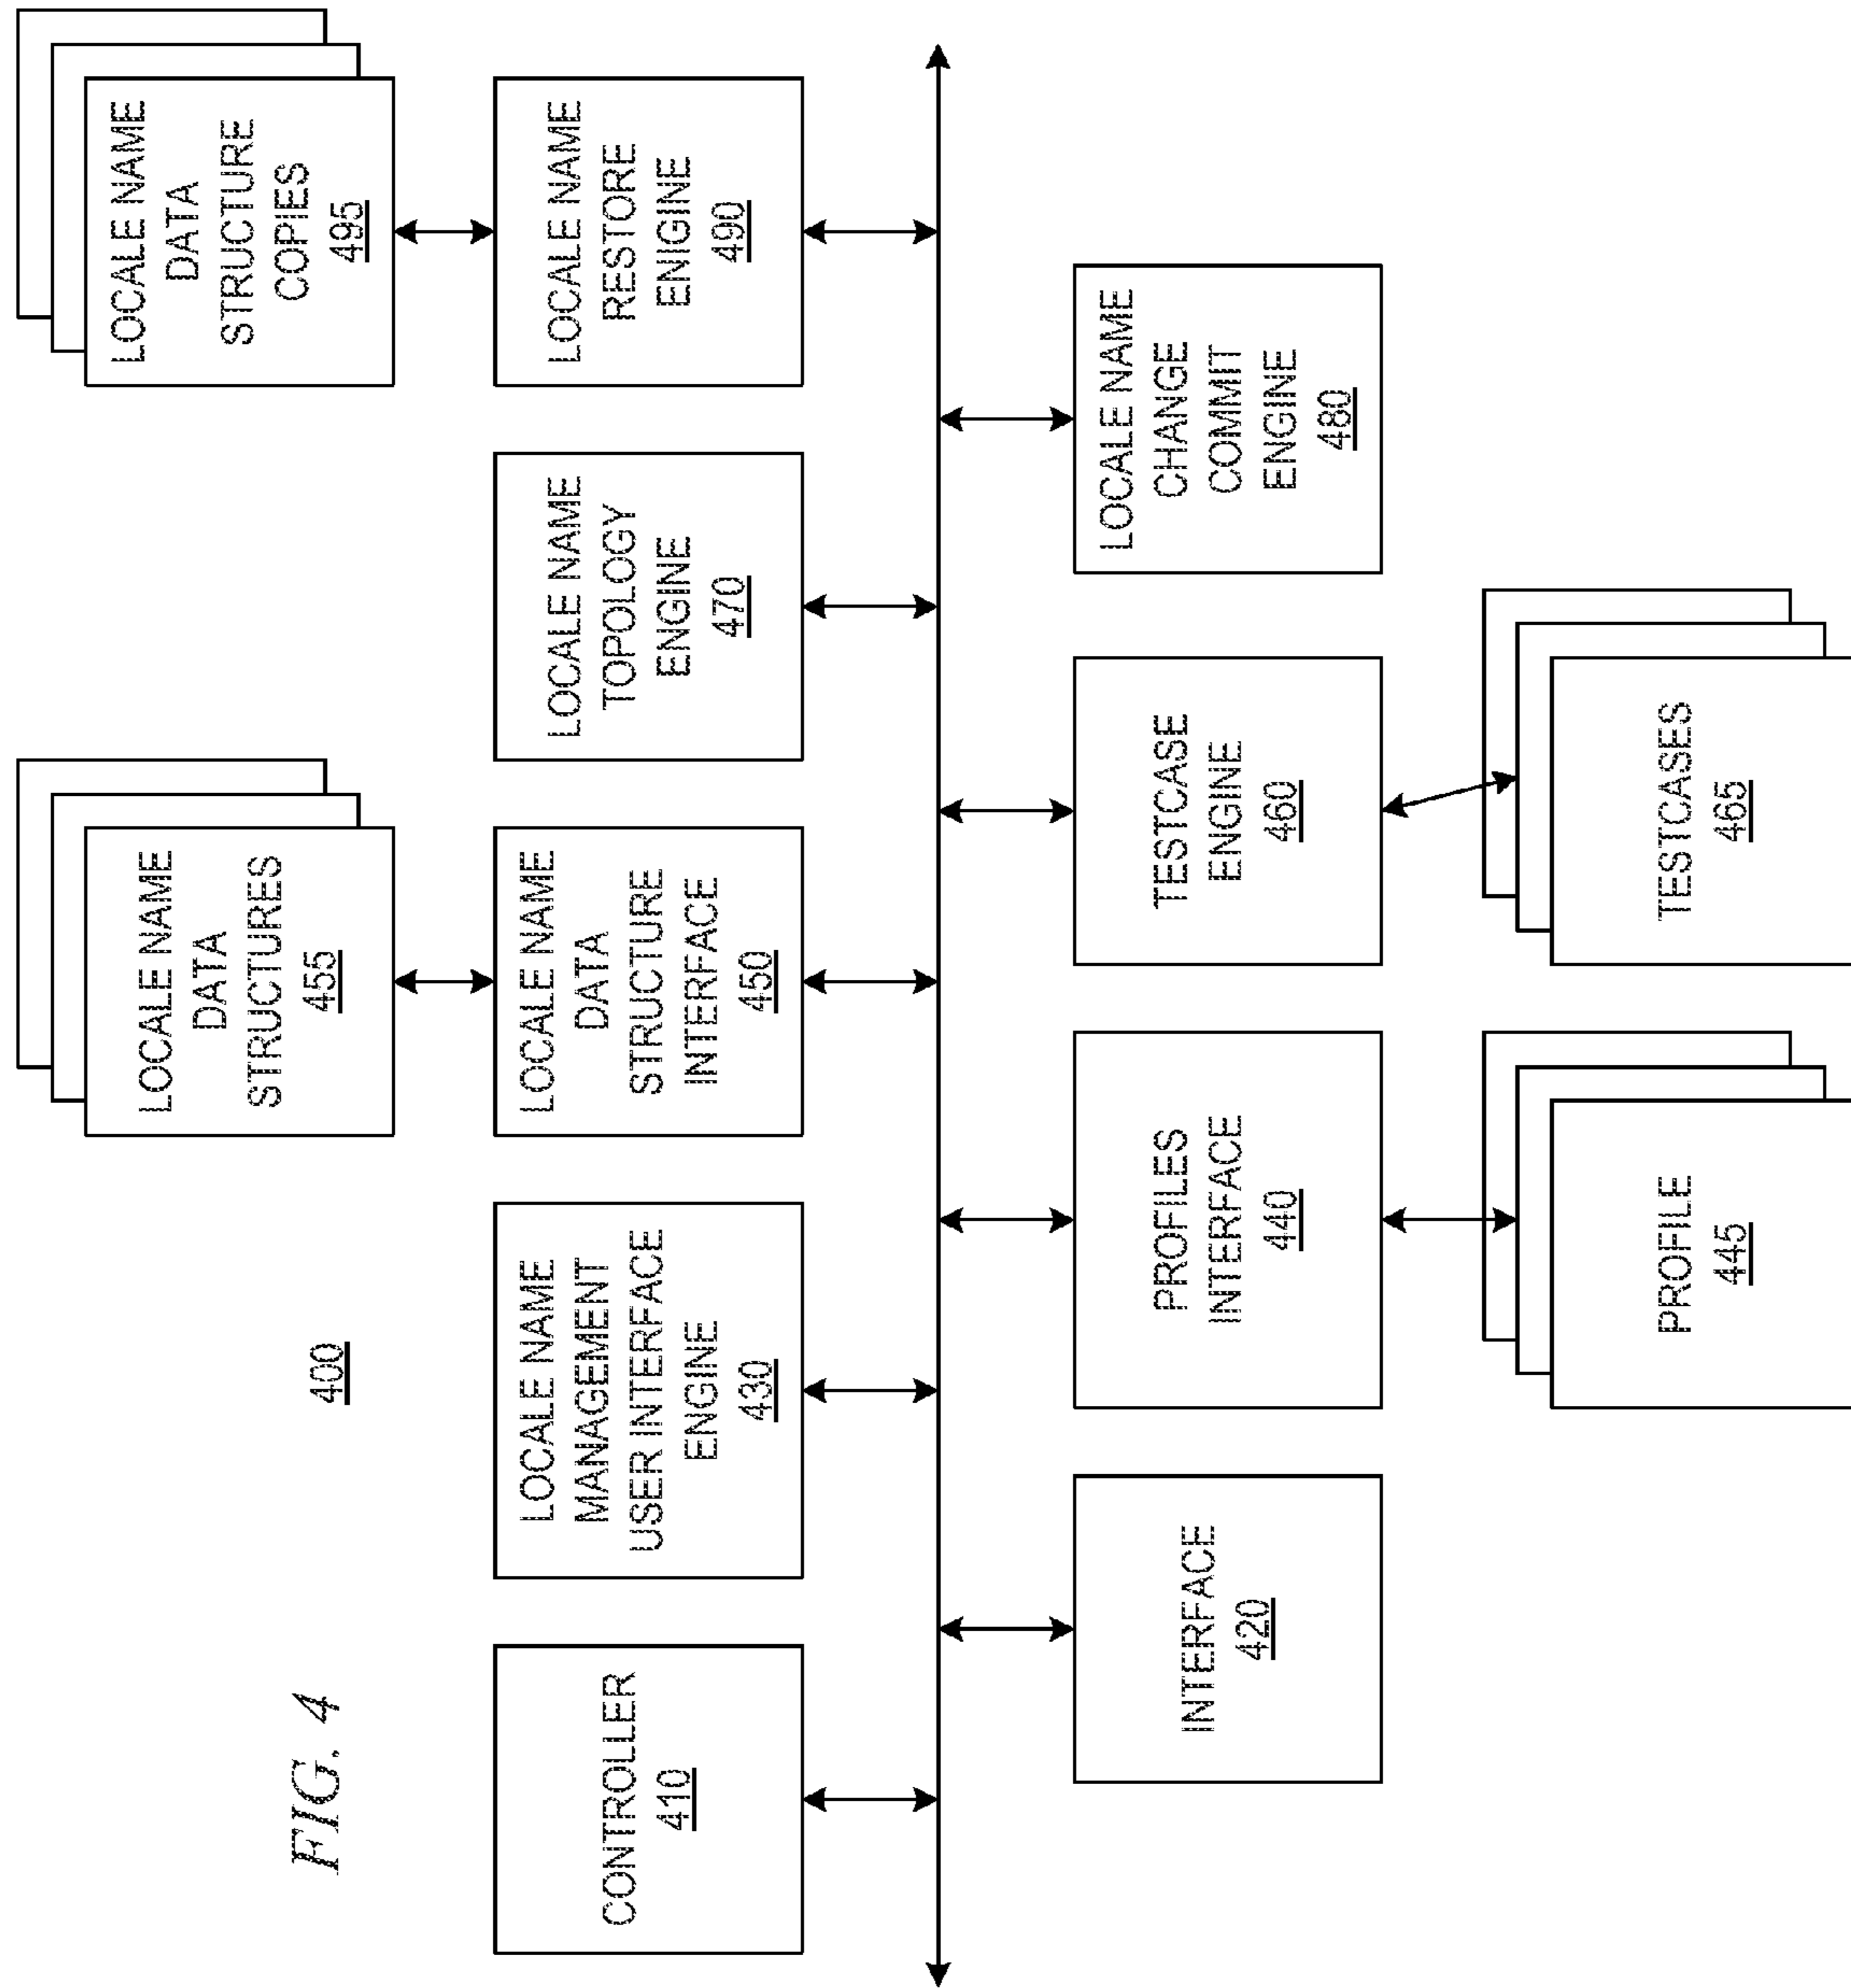 FIG. 4
400
LOCALE NAME
DATA
STRUCTURES
455
LOCALE NAME
DATA
STRUCTURE
COPIES
495
CONTROLLER
410
LOCALE NAME
MANAGEMENT
USER INTERFACE
ENGINE
430
LOCALE NAME
DATA
STRUCTURE
INTERFACE
450
LOCALE NAME
TOPOLOGY
ENGINE
470
LOCALE NAME
RESTORE
ENGINE
490
INTERFACE
420
PROFILES
INTERFACE
440
TESTCASE
ENGINE
460
LOCALE NAME
CHANGE
COMMIT
ENGINE
480
PROFILE
445
TESTCASES
465